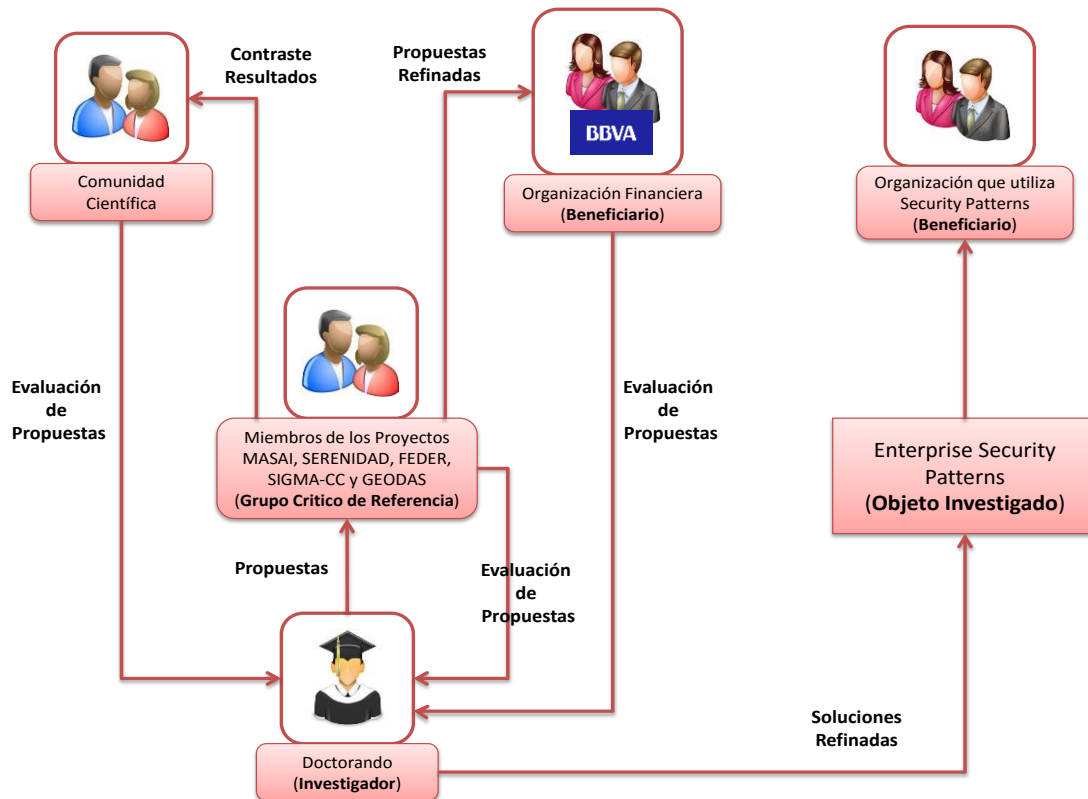 Contraste
Resultados
Propuestas
Refinadas
BBVA
Comunidad
Científica
Organización Financiera
(Beneficiario)
Organización que utiliza
Security Patterns
(Beneficiario)
Evaluación
de
Propuestas
Evaluación
de
Propuestas
Miembros de los Proyectos
MASAI, SERENIDAD, FEDER,
SIGMA-CC y GEODAS
(Grupo Critico de Referencia)
Enterprise Security
Patterns
(Objeto Investigado)
Propuestas
Evaluación
de
Propuestas
Soluciones
Refinadas
Doctorando
(Investigador)